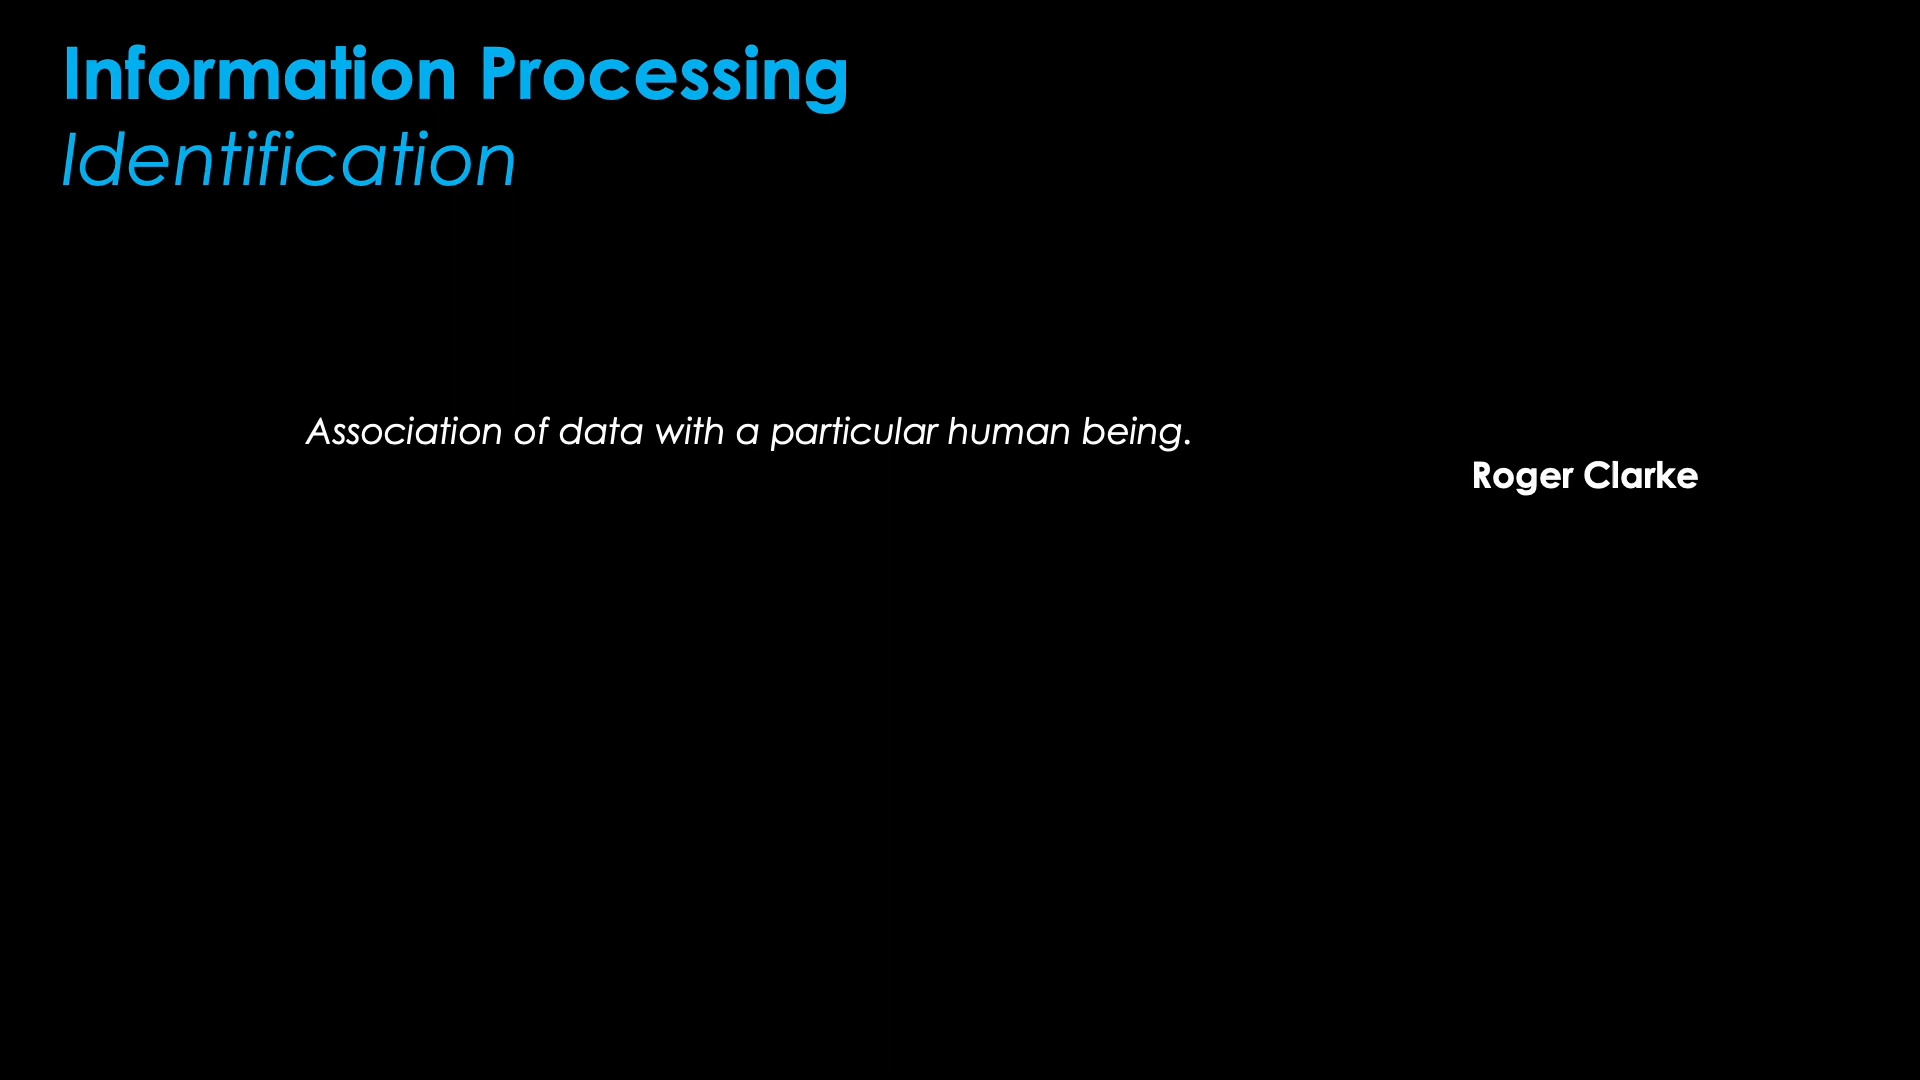 Information Processing
Identification
Association of data with a particular human being.
Roger Clarke